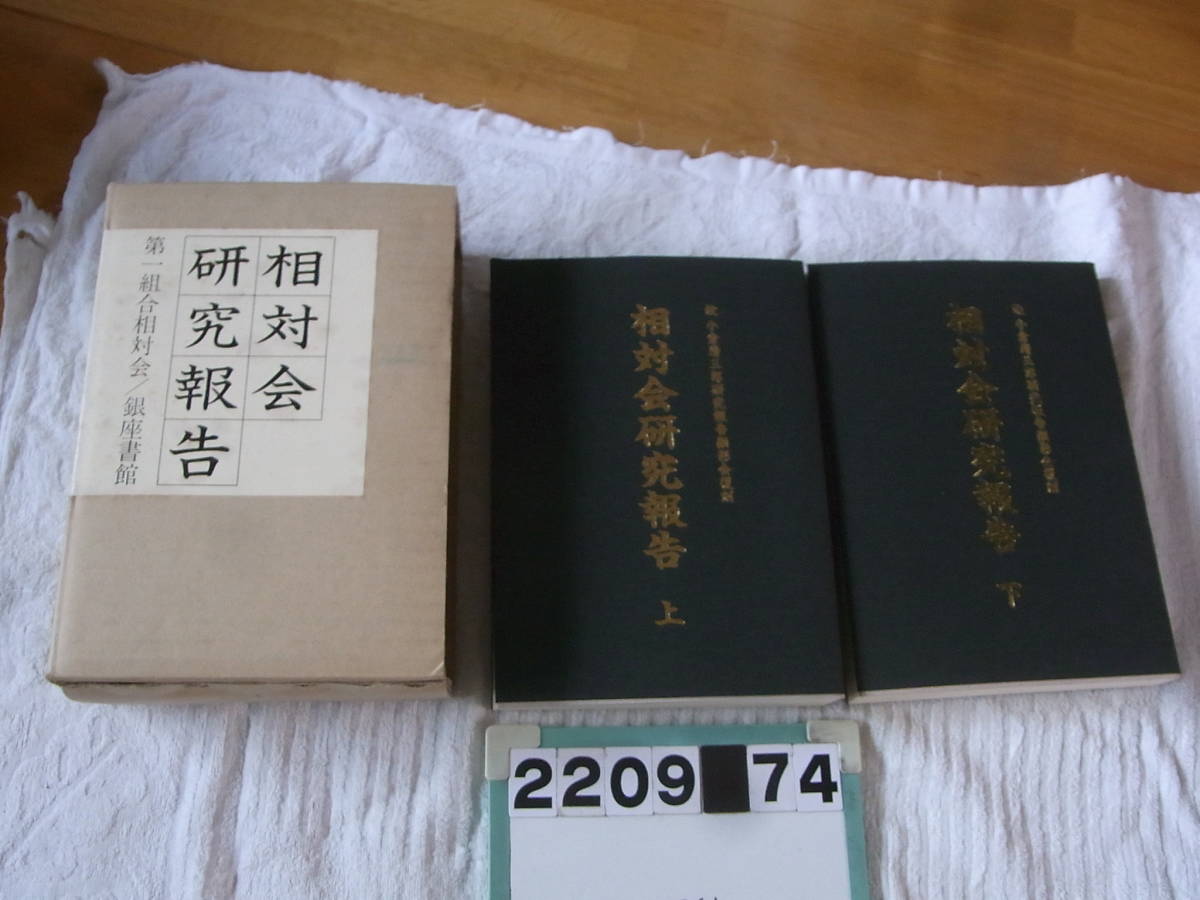 相対会
研究報告
第一組合相対会/銀座書館
相対会研究報告 上
相対会研究報告 下
2209 74